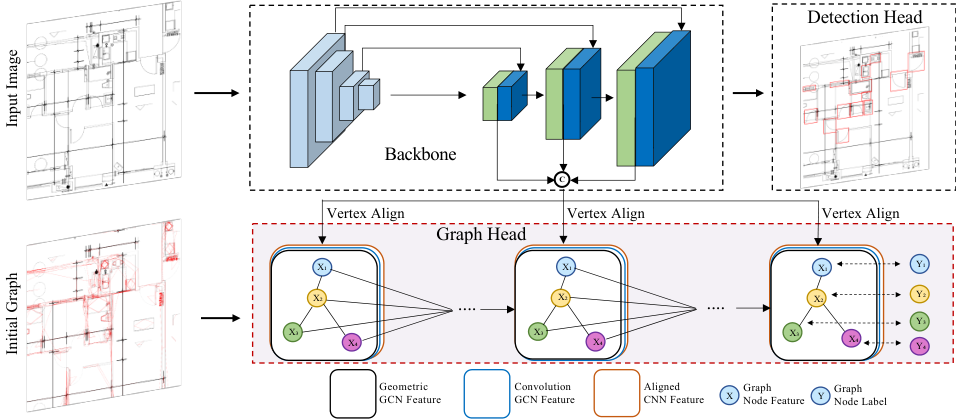 Input Image
Backbone
Detection Head
C
Vertex Align
Vertex Align
Vertex Align
Initial Graph
Graph Head
X₁
X₂
X₃
X₄
....
X₁
X₂
X₃
X₄
....
X₁
X₂
X₃
X₄
Y₁
Y₂
Y₃
Y₄
Geometric
GCN Feature
Convolution
GCN Feature
Aligned
CNN Feature
X
Graph
Node Feature
Y
Graph
Node Label